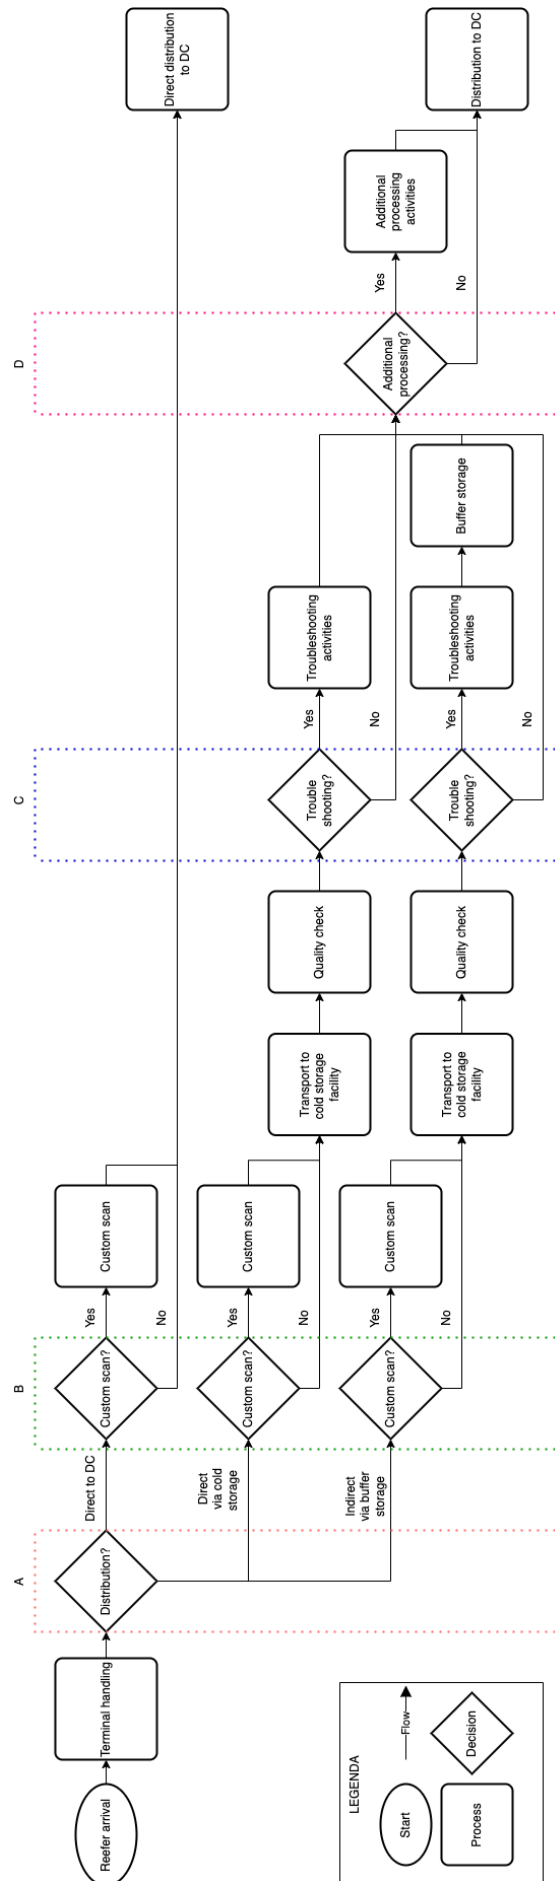 A
B
C
D
Reefer arrival
Terminal handling
Distribution?
Direct to DC
Custom scan?
Yes
No
Custom scan
Direct distribution
to DC
Direct
via cold
storage
Custom scan?
Yes
No
Custom scan
Transport to
cold storage
facility
Quality check
Trouble
shooting?
Yes
No
Troubleshooting
activities
Indirect
via buffer
storage
Custom scan?
Yes
No
Custom scan
Transport to
cold storage
facility
Quality check
Trouble
shooting?
Yes
No
Troubleshooting
activities
Buffer storage
Additional
processing?
Yes
No
Additional
processing
activities
Distribution to DC
LEGENDA
Start
Flow
Process
Decision